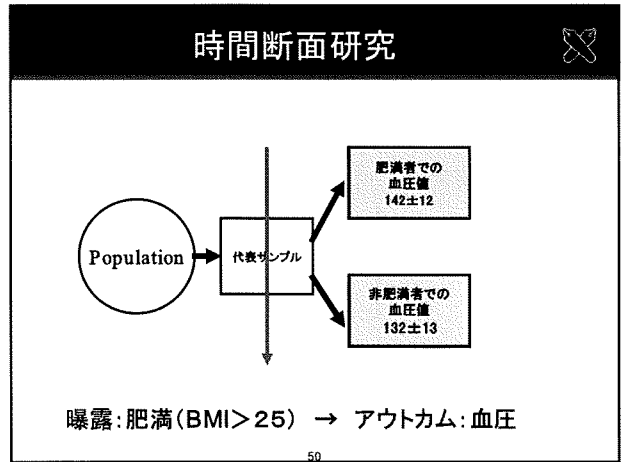 時間断面研究
肥満者での
血圧値
142±12
Population
代表サンプル
非肥満者での
血圧値
132±13
曝露:肥満(BMI>25) → アウトカム:血圧
50